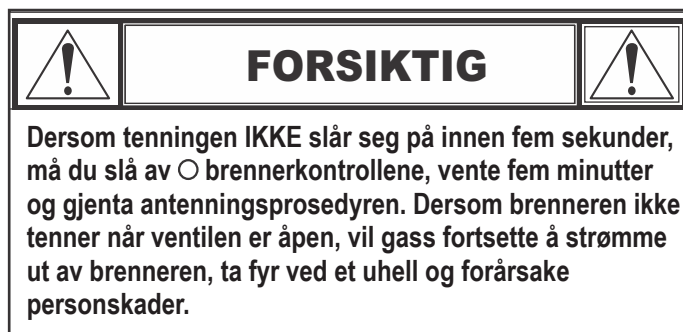 FORSIKTIG
Dersom tenningen IKKE slår seg på innen fem sekunder,
må du slå av O brennerkontrollene, vente fem minutter
og gjenta antenningsprosedyren. Dersom brenneren ikke
tenner når ventilen er åpen, vil gass fortsette å strømme
ut av brenneren, ta fyr ved et uhell og forårsake
personskader.